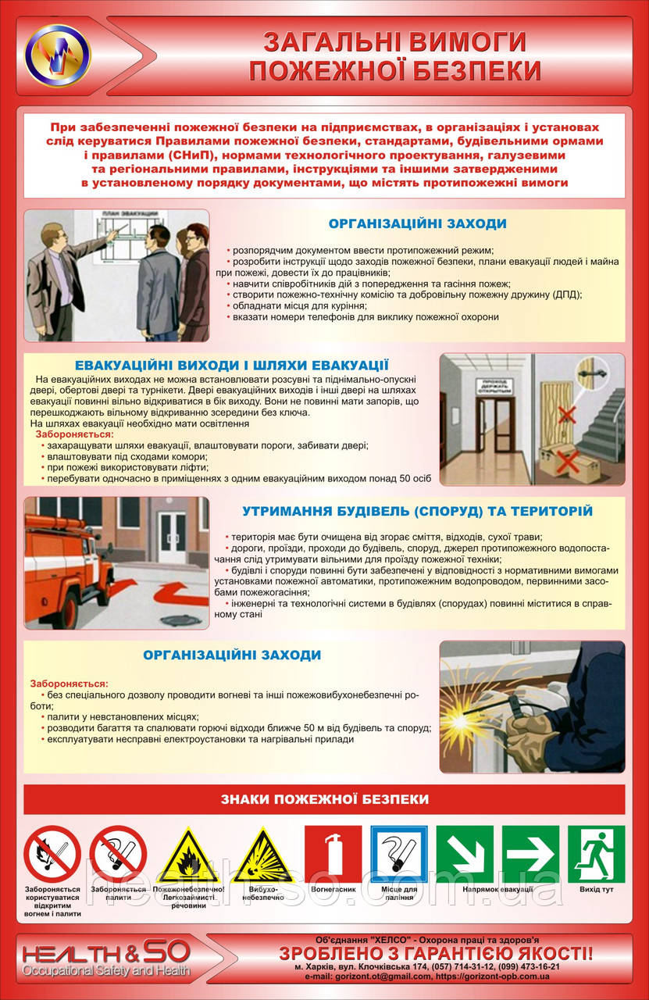 ЗАГАЛЬНІ ВИМОГИ
ПОЖЕЖНОЇ БЕЗПЕКИ
При забезпеченні пожежної безпеки на підприємствах, в організаціях і установах
слід керуватися Правилами пожежної безпеки, стандартами, будівельними ормами
і правилами (СНиП), нормами технологічного проектування, галузевими
та регіональними правилами, інструкціями та іншими затвердженими
в установленому порядку документами, що містять протипожежні вимоги
ПЛАН ЭВАКУАЦИИ
ОРГАНІЗАЦІЙНІ ЗАХОДИ
• розпорядчим документом ввести протипожежний режим;
• розробити інструкції щодо заходів пожежної безпеки, плани евакуації людей і майна
при пожежі, довести їх до працівників;
• навчити співробітників дій з попередження та гасіння пожеж;
• створити пожежно-технічну комісію та добровільну пожежну дружину (ДПД);
• обладнати місця для куріння;
• вказати номери телефонів для виклику пожежної охорони
ЕВАКУАЦІЙНІ ВИХОДИ І ШЛЯХИ ЕВАКУАЦІЇ
На евакуаційних виходах не можна встановлювати розсувні та піднімально-опускні
двері, обертові двері та турнікети. Двері евакуаційних виходів і інші двері на шляхах
евакуації повинні вільно відкриватися в бік виходу. Вони не повинні мати запорів, що
перешкоджають вільному відкриванню зсередини без ключа.
На шляхах евакуації необхідно мати освітлення
Забороняється:
• захаращувати шляхи евакуації, влаштовувати пороги, забивати двері;
• влаштовувати під сходами комори;
• при пожежі використовувати ліфти;
• перебувати одночасно в приміщеннях з одним евакуаційним виходом понад 50 осіб
ПРОХОД
ДЕРЖАТЬ
ОТКРЫТЫМ
УТРИМАННЯ БУДІВЕЛЬ (СПОРУД) ТА ТЕРИТОРІЙ
• територія має бути очищена від згорає сміття, відходів, сухої трави;
• дороги, проїзди, проходи до будівель, споруд, джерел протипожежного водопоста-
чання слід утримувати вільними для проїзду пожежної техніки;
• будівлі і споруди повинні бути забезпечені у відповідності з нормативними вимогами
установками пожежної автоматики, протипожежним водопроводом, первинними засо-
бами пожежогасіння;
• інженерні та технологічні системи в будівлях (спорудах) повинні міститися в справ-
ному стані
ОРГАНІЗАЦІЙНІ ЗАХОДИ
Забороняється:
• без спеціального дозволу проводити вогневі та інші пожежовибухонебезпечні ро-
боти;
• палити у невстановлених місцях;
• розводити багаття та спалювати горючі відходи ближче 50 м від будівель та споруд;
• експлуатувати несправні електроустановки та нагрівальні прилади
ЗНАКИ ПОЖЕЖНОЇ БЕЗПЕКИ
Забороняється
користуватися
відкритим
вогнем і палити
Забороняється
палити
Пожежонебезпечно!
Легкозаймисті
речовини
Вибухо-
небезпечно
Вогнегасник
Місце для
паління
Напрямок евакуації
Вихід тут
health-so.com.ua
HEALTH & SO
Occupational Safety and Health
Об'єднання "ХЕЛСО" - Охорона праці та здоров'я
ЗРОБЛЕНО З ГАРАНТІЄЮ ЯКОСТІ!
м. Харків, вул. Клочківська 174, (057) 714-31-12, (099) 473-16-21
e-mail: gorizont.ot@gmail.com, https://gorizont-opb.com.ua